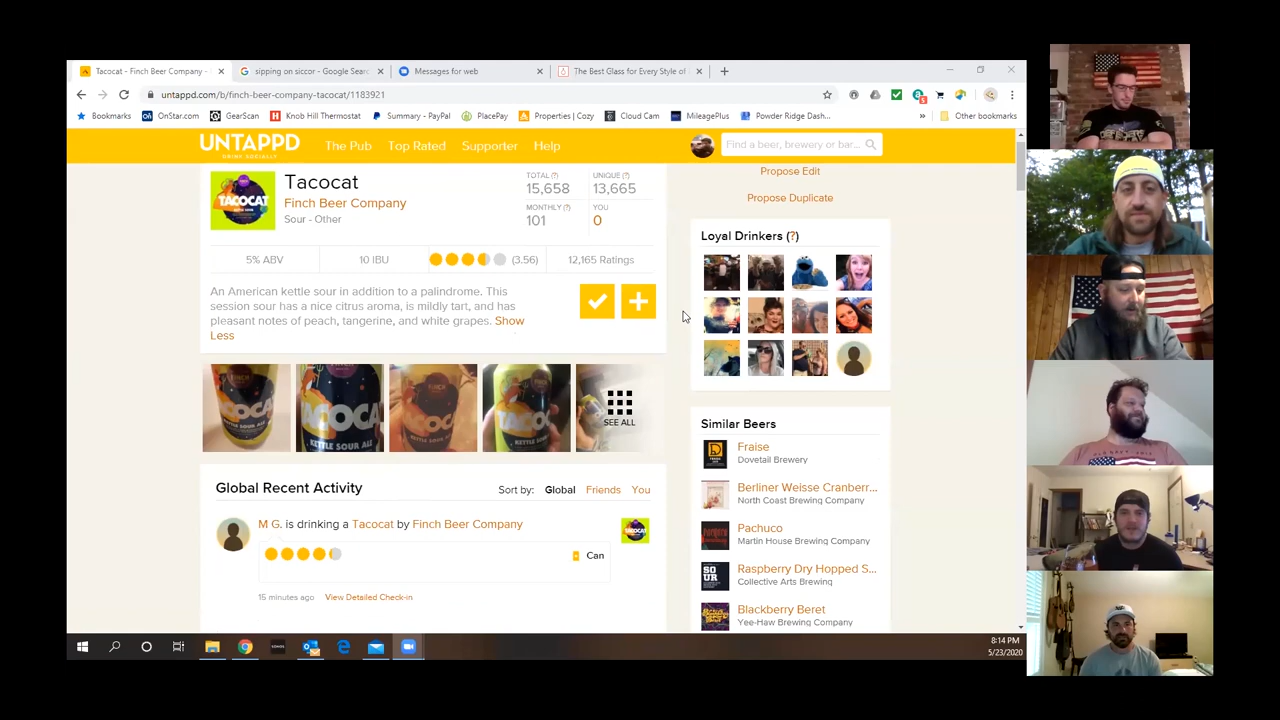 Tacocat - Finch Beer Company -
sipping on siccor - Google Searc
Messages for web
The Best Glass for Every Style of
untappd.com/b/finch-beer-company-tacocat/1183921
Bookmarks
OnStar.com
GearScan
Knob Hill Thermostat
Summary - PayPal
PlacePay
Properties | Cozy
Cloud Cam
MileagePlus
Powder Ridge Dash...
»
Other bookmarks
UNTAPPD
DRINK SOCIALLY
The Pub
Top Rated
Supporter
Help
Find a beer, brewery or bar...
Propose Edit
Propose Duplicate
TACOCAT
Tacocat
Finch Beer Company
Sour - Other
TOTAL (?)
15,658
UNIQUE (?)
13,665
MONTHLY (?)
101
YOU
0
5% ABV
10 IBU
(3.56)
12,165 Ratings
An American kettle sour in addition to a palindrome. This
session sour has a nice citrus aroma, is mildly tart, and has
pleasant notes of peach, tangerine, and white grapes. Show
Less
SEE ALL
Loyal Drinkers (?)
Similar Beers
Fraise
Dovetail Brewery
Berliner Weisse Cranberr...
North Coast Brewing Company
Pachuco
Martin House Brewing Company
Raspberry Dry Hopped S...
Collective Arts Brewing
Blackberry Beret
Yee-Haw Brewing Company
Global Recent Activity
Sort by:
Global
Friends
You
M G. is drinking a Tacocat by Finch Beer Company
Can
15 minutes ago
View Detailed Check-in
SONOS
8:14 PM
5/23/2020